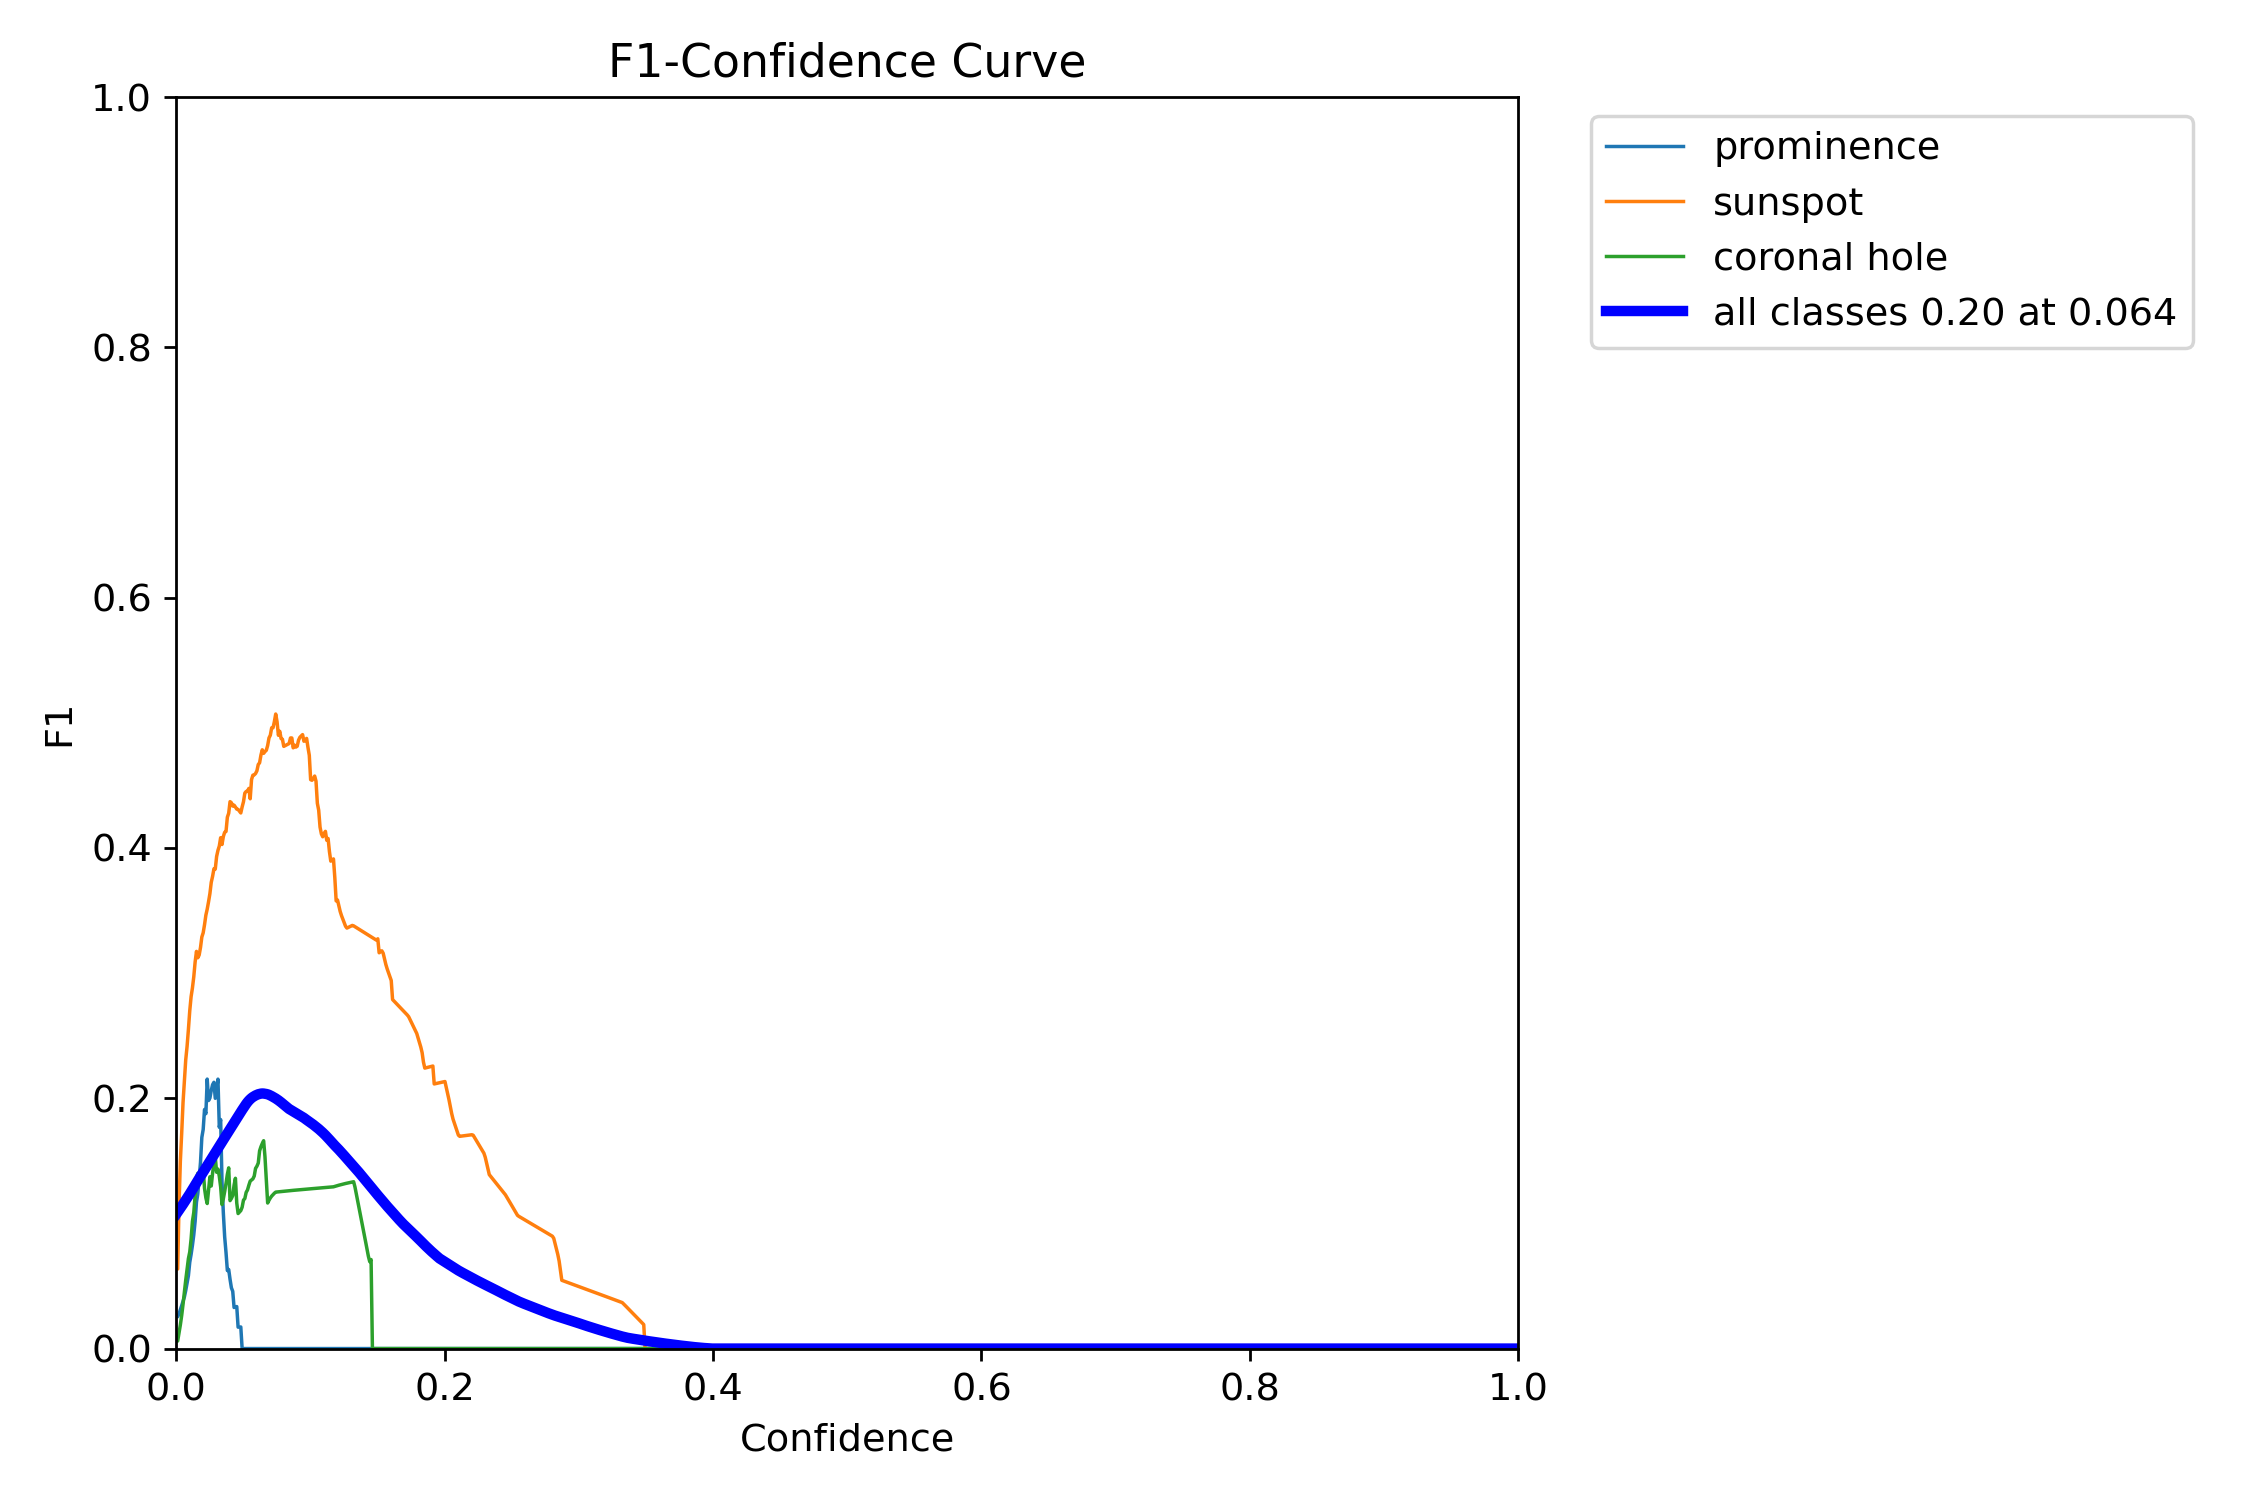 F1-Confidence Curve
1.0
0.8
0.6
0.4
0.2
0.0
F1
0.0 0.2 0.4 0.6 0.8 1.0
Confidence
prominence
sunspot
coronal hole
all classes 0.20 at 0.064